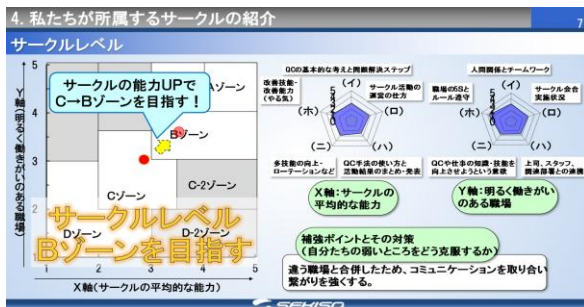 4. 私たちが所属するサークルの紹介
7
サークルレベル
Y軸(明るく働きがいのある職場)
5
4
3
2
1
サークルの能力UPで
C→Bゾーンを目指す!
Aゾーン
Bゾーン
Cゾーン
C-2ゾーン
Dゾーン
D-2ゾーン
サークルレベル
Bゾーンを目指す
1 2 3 4 5
X軸(サークルの平均的な能力)
QCの基本的な考えと問題解決ステップ
改善技能・
改善能力
(やる気)
サークル活動の
運営の仕方
(イ)
(ロ)
(ハ)
(ニ)
(ホ)
多技能の向上・
ローテーションなど
QC手法の使い方と
活動結果のまとめ・発表
X軸:サークルの
平均的な能力
人間関係とチームワーク
職場の5Sと
ルール遵守
サークル会合
実施状況
(イ)
(ロ)
(ハ)
(ニ)
(ホ)
QCや仕事の知識・技能を
向上させようという意欲
上司、スタッフ、
関連部署との連携
Y軸:明るく働きがい
のある職場
補強ポイントとその対策
(自分たちの弱いところをどう克服するか)
違う職場と合併したため、コミュニケーションを取り合い
繋がりを強くする。
SEKISO